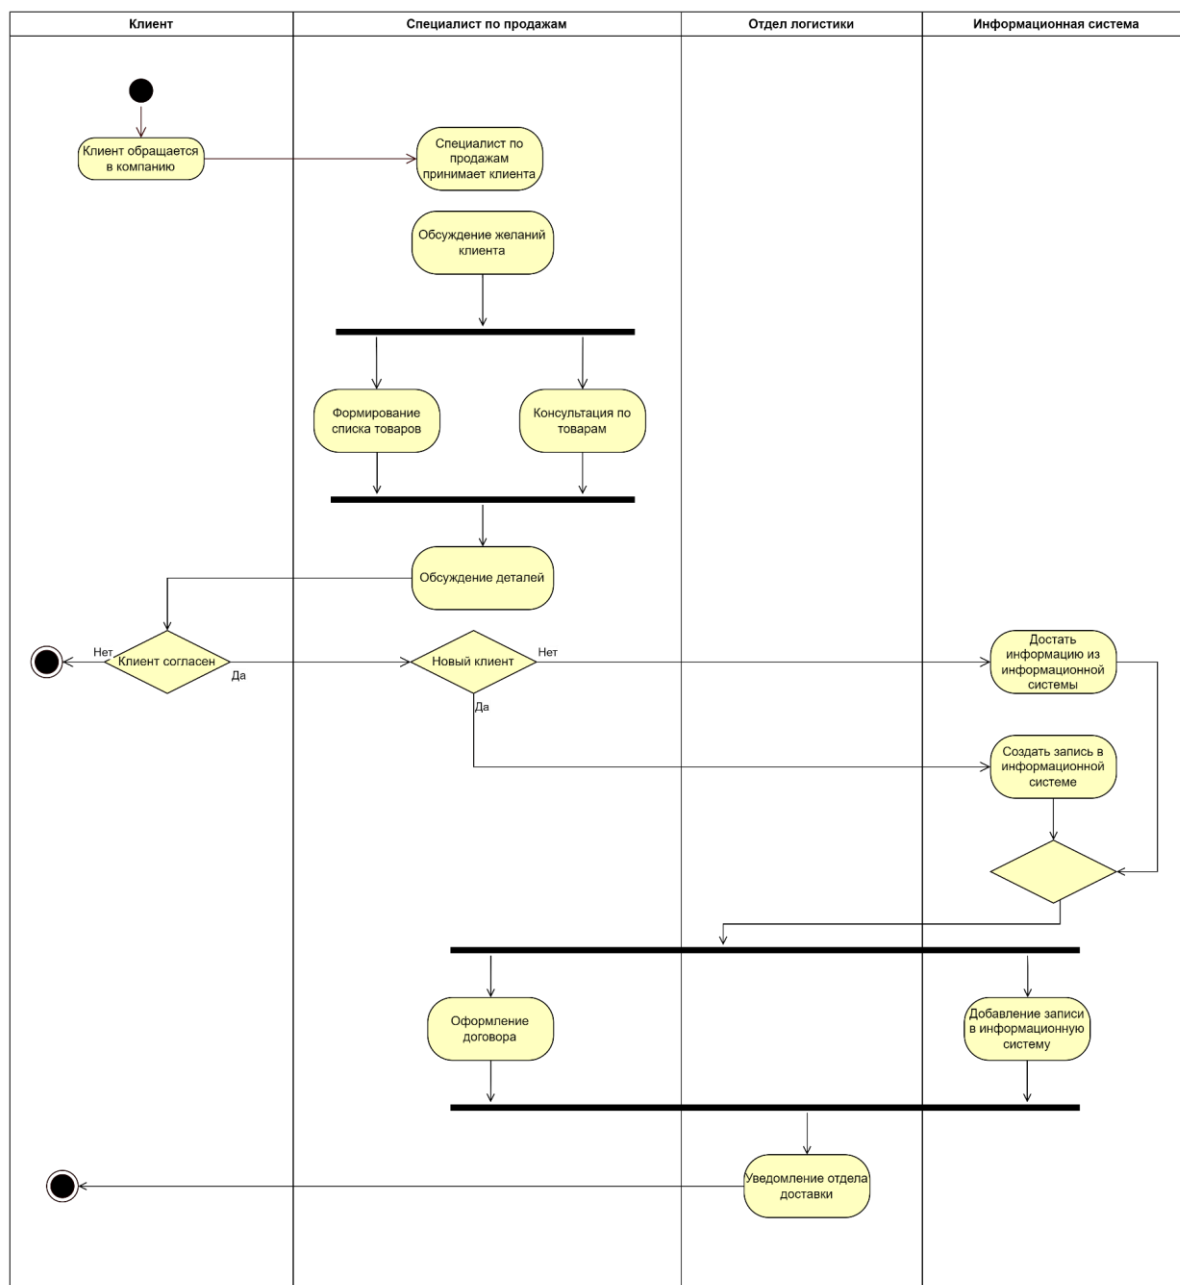 Клиент
Специалист по продажам
Отдел логистики
Информационная система
Клиент обращается
в компанию
Специалист по
продажам
принимает клиента
Обсуждение желаний
клиента
Формирование
списка товаров
Консультация по
товарам
Обсуждение деталей
Нет
Клиент согласен
Да
Новый клиент
Нет
Да
Достать
информацию из
информационной
системы
Создать запись в
информационной
системе
Оформление
договора
Добавление записи
в информационную
систему
Уведомление отдела
доставки